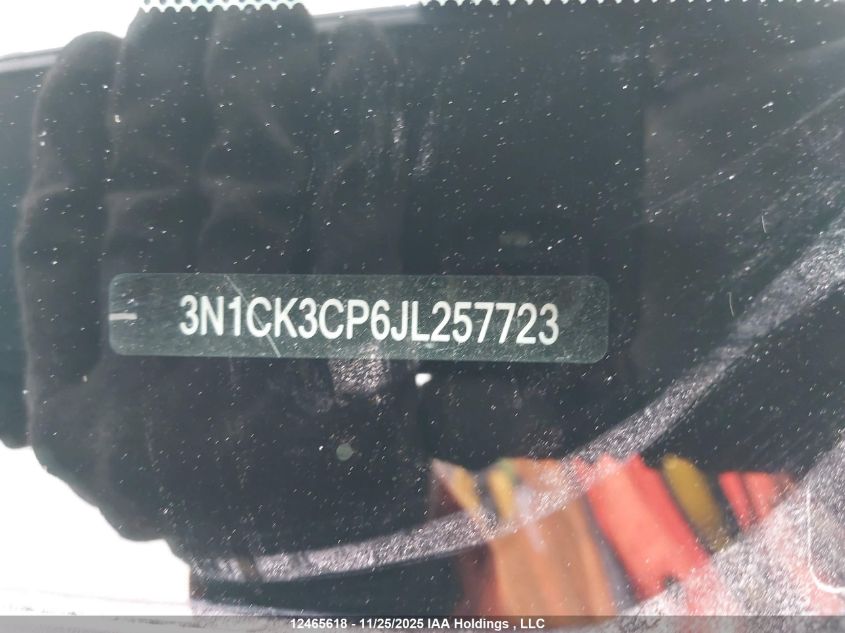 3N1CK3CP6JL257723
12465618 - 11/25/2025 IAA Holdings , LLC